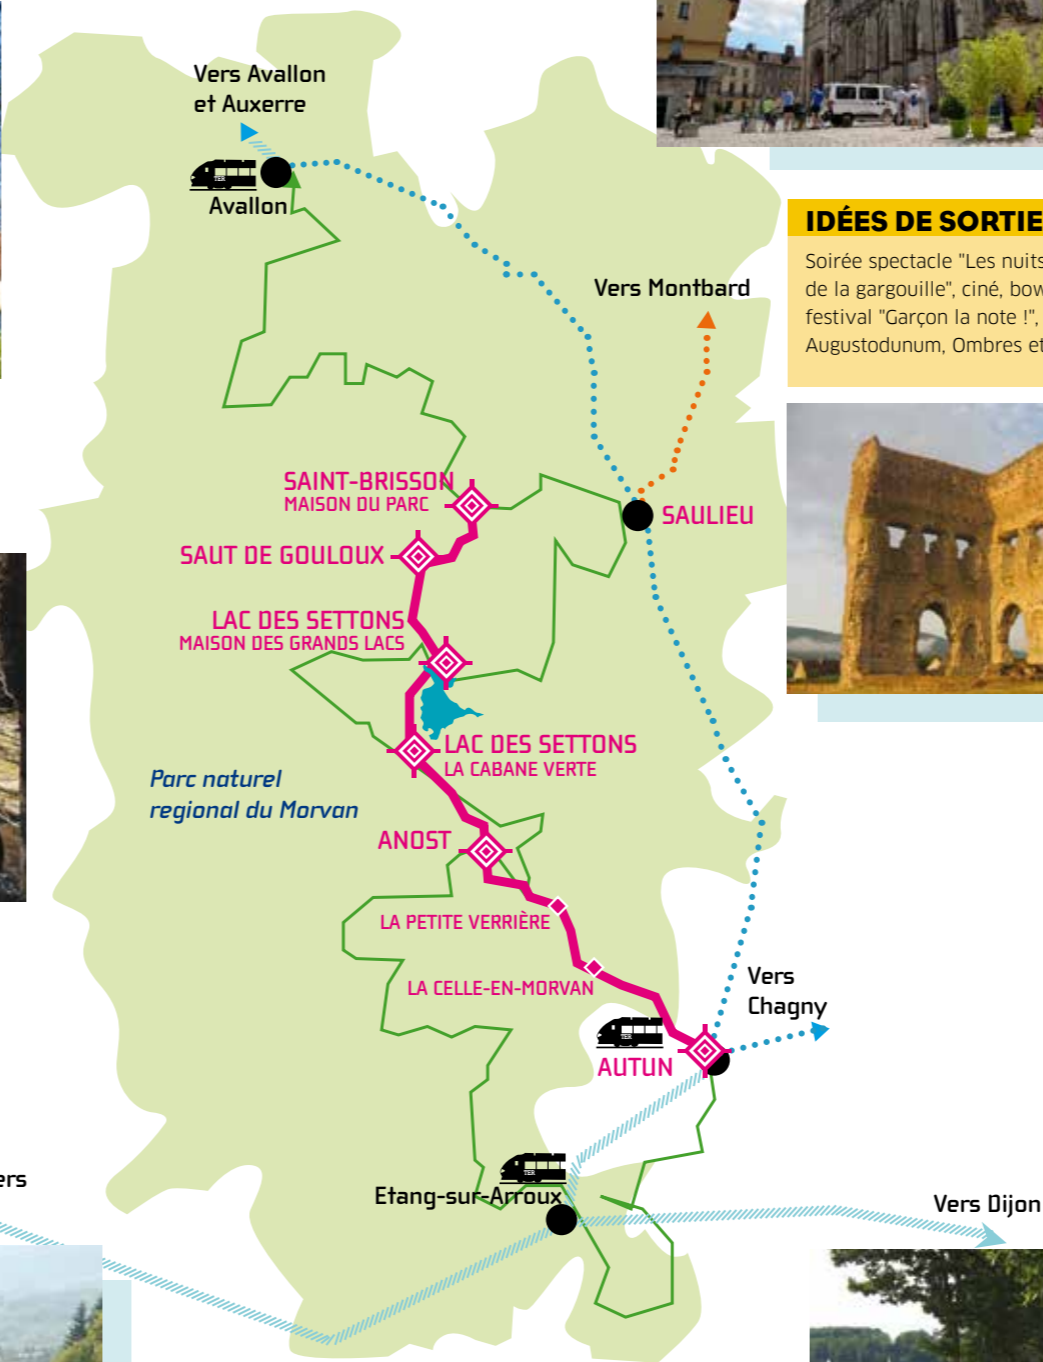 Vers Avallon
et Auxerre
TER
Avallon
IDÉES DE SORTIE
Soirée spectacle "Les nuits
de la gargouille", ciné, bow
festival "Garçon la note !",
Augustodunum, Ombres et
Vers Montbard
SAINT-BRISSON
MAISON DU PARC
SAULIEU
SAUT DE GOULOUX
LAC DES SETTONS
MAISON DES GRANDS LACS
LAC DES SETTONS
LA CABANE VERTE
Parc naturel
regional du Morvan
ANOST
LA PETITE VERRIÈRE
LA CELLE-EN-MORVAN
Vers
Chagny
TER
AUTUN
TER
Etang-sur-Arroux
ers
Vers Dijon